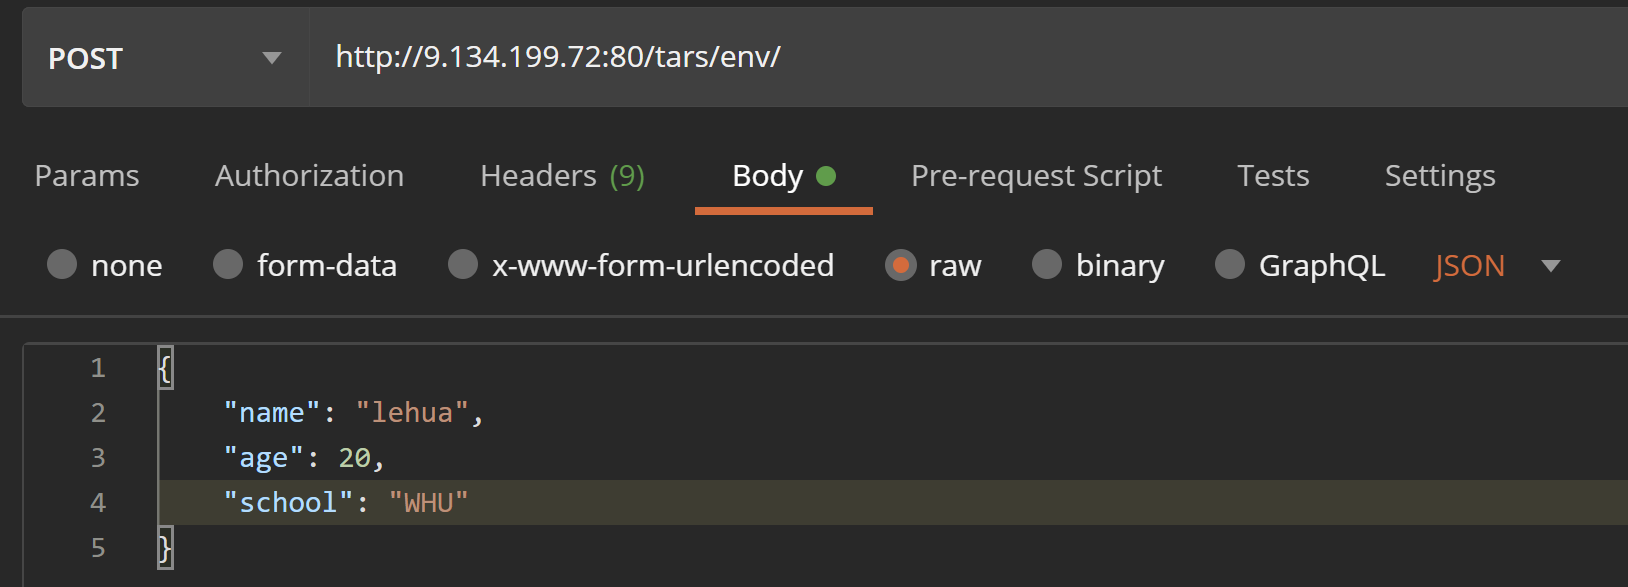 POST http://9.134.199.72:80/tars/env/
Params Authorization Headers (9) Body Pre-request Script Tests Settings
none form-data x-www-form-urlencoded raw binary GraphQL JSON
1 {
2 "name": "lehua",
3 "age": 20,
4 "school": "WHU"
5 }